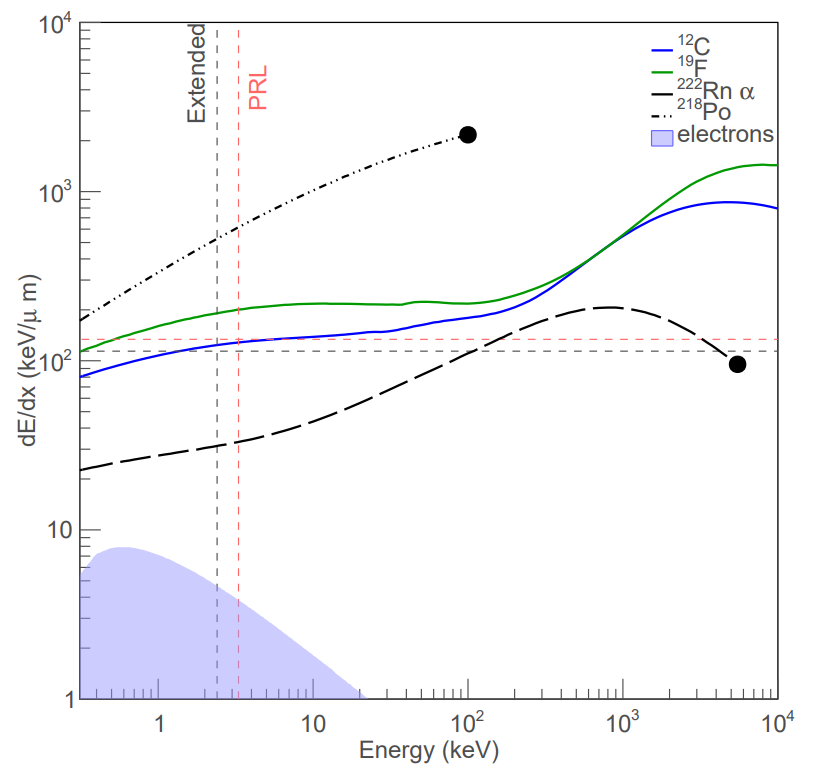 10⁴
10³
10²
10
1
dE/dx (keV/μ m)
Extended
PRL
¹²C
¹⁹F
²²²Rn α
²¹⁸Po
electrons
1
10
10²
10³
10⁴
Energy (keV)